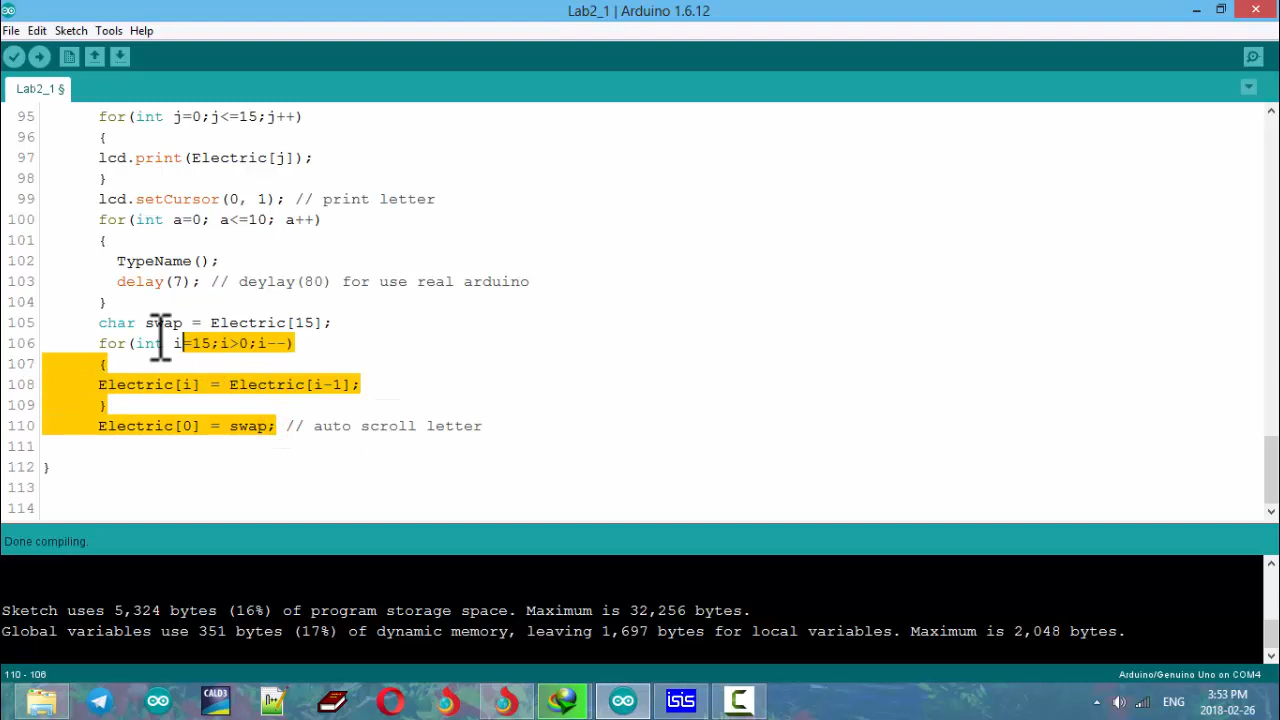 Lab2_1 | Arduino 1.6.12
File Edit Sketch Tools Help
Lab2_1 §
95 for(int j=0;j<=15;j++)
96 {
97 lcd.print(Electric[j]);
98 }
99 lcd.setCursor(0, 1); // print letter
100 for(int a=0; a<=10; a++)
101 {
102 TypeName();
103 delay(7); // deylay(80) for use real arduino
104 }
105 char swap = Electric[15];
106 for(int i=15;i>0;i--)
107 {
108 Electric[i] = Electric[i-1];
109 }
110 Electric[0] = swap; // auto scroll letter
111
112 }
113
114
Done compiling.
Sketch uses 5,324 bytes (16%) of program storage space. Maximum is 32,256 bytes.
Global variables use 351 bytes (17%) of dynamic memory, leaving 1,697 bytes for local variables. Maximum is 2,048 bytes.
110 - 106 Arduino/Genuino Uno on COM4
CALD3 isis C ENG 3:53 PM
2018-02-26